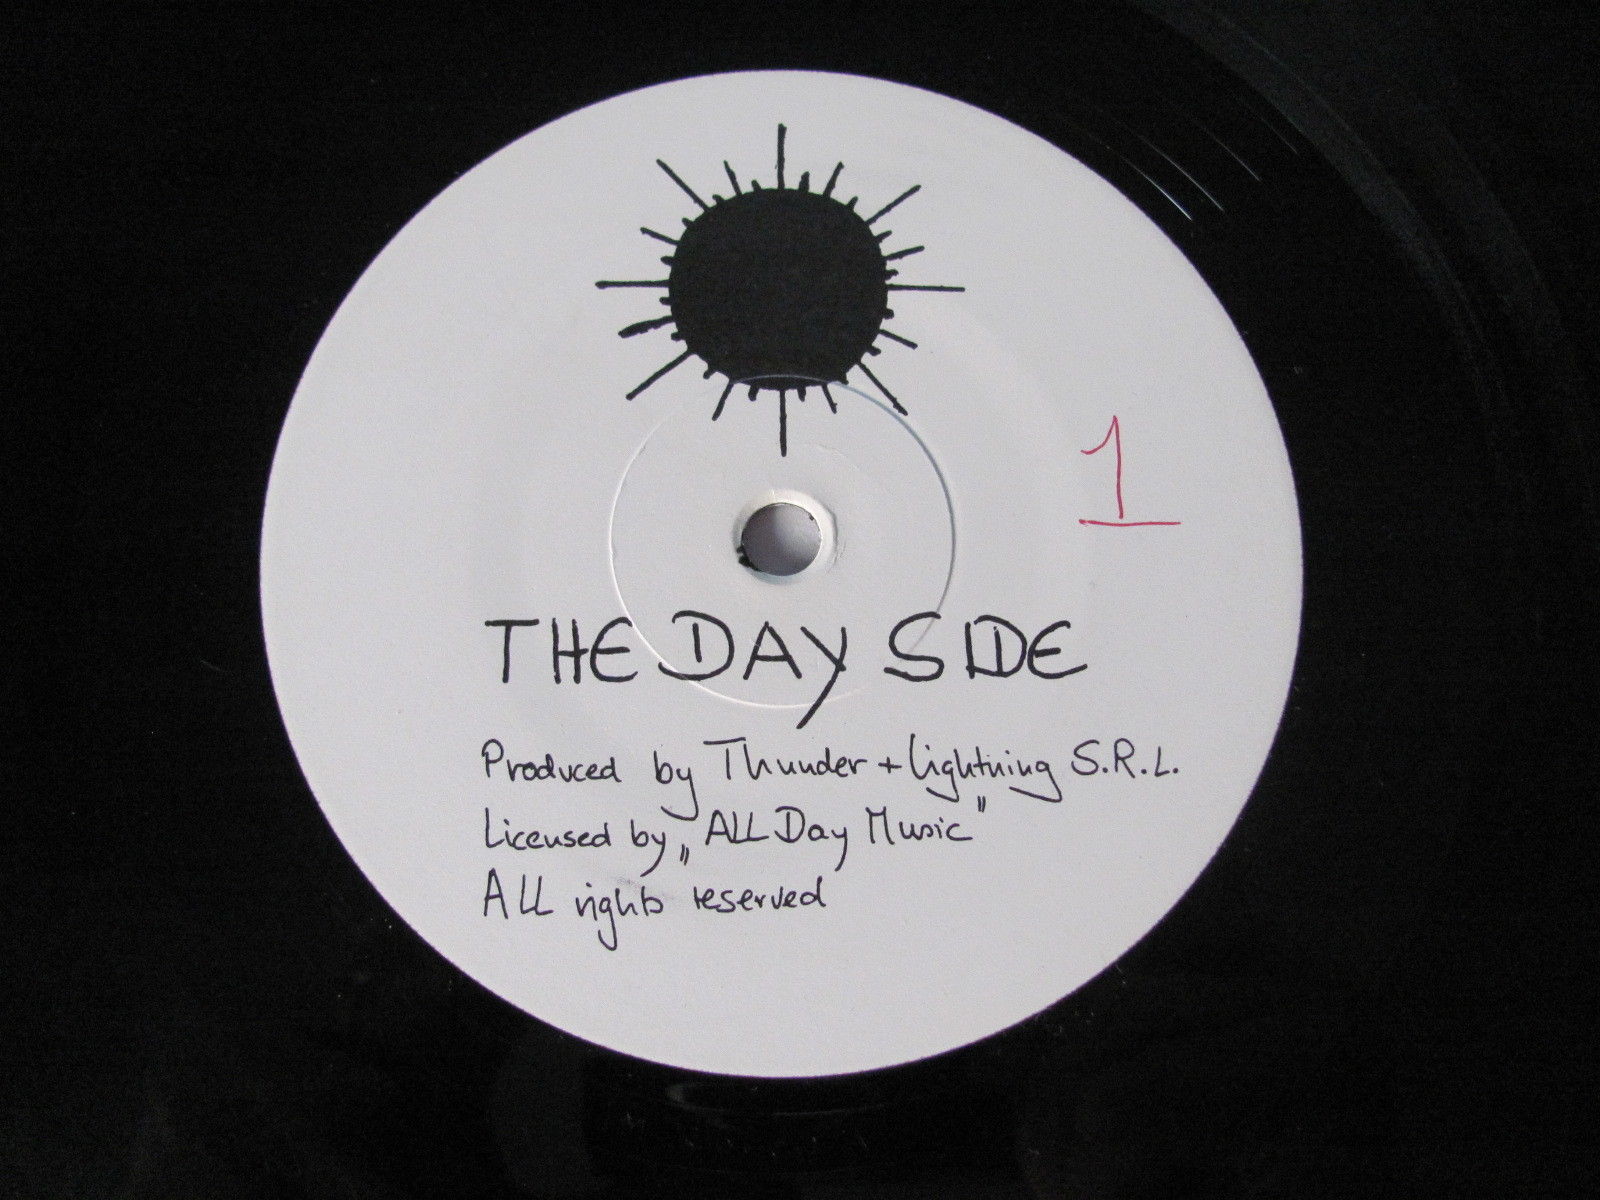 1
THE DAY SIDE
Produced by Thunder + Lightning S.R.L.
Licensed by „ALL Day Music"
ALL rights reserved